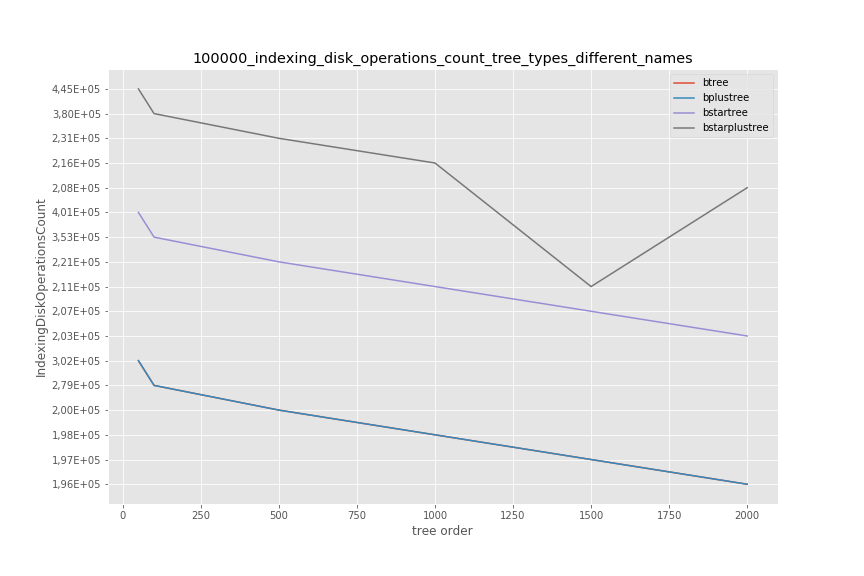 100000_indexing_disk_operations_count_tree_types_different_names
btree
bplustree
bstartree
bstarplustree
IndexingDiskOperationsCount
4,45E+05
3,80E+05
2,31E+05
2,16E+05
2,08E+05
4,01E+05
3,53E+05
2,21E+05
2,11E+05
2,07E+05
2,03E+05
3,02E+05
2,79E+05
2,00E+05
1,98E+05
1,97E+05
1,96E+05
0 250 500 750 1000 1250 1500 1750 2000
tree order